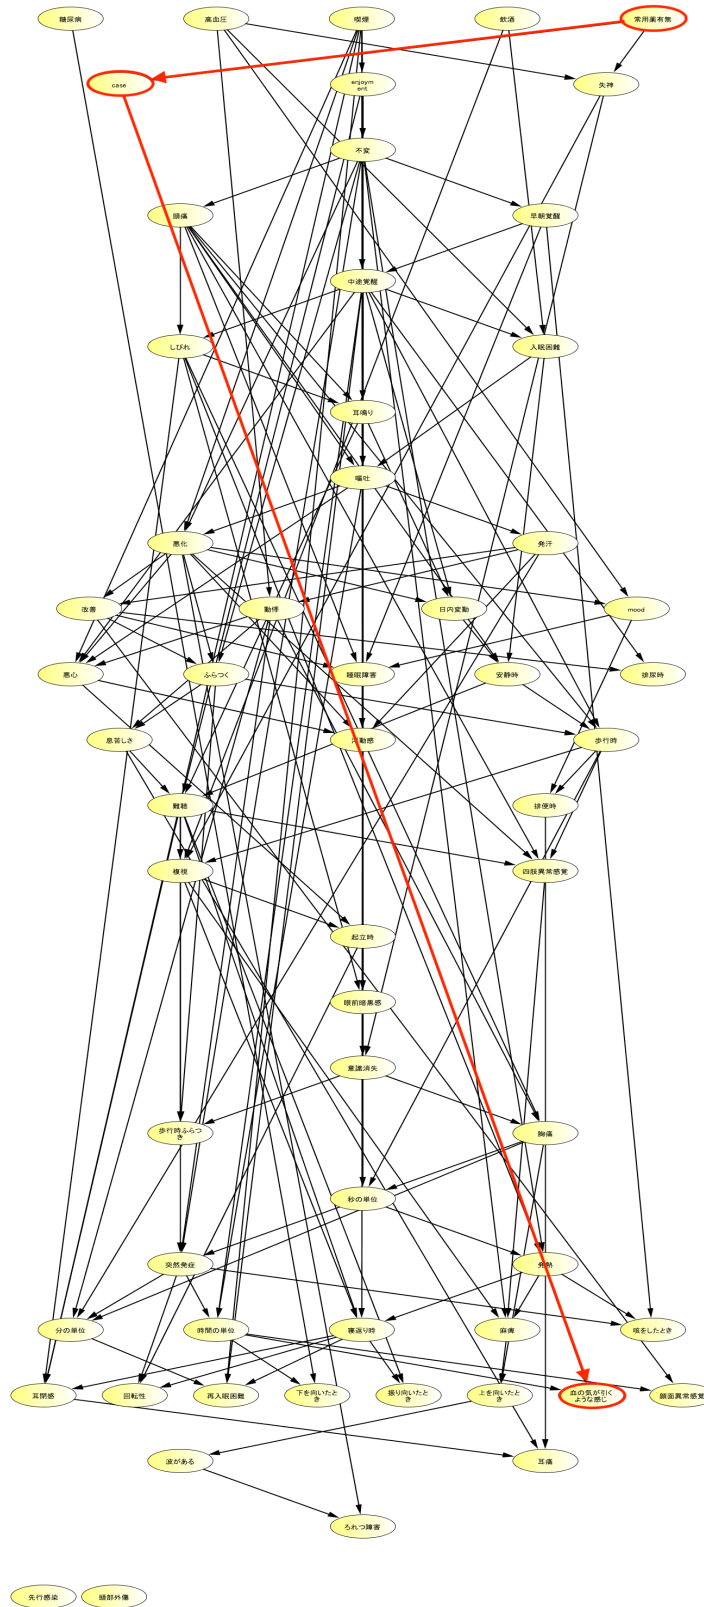 糖尿病
高血圧
喫煙
飲酒
常用薬有無
case
enjoym
ent
失神
不変
頭痛
早朝覚醒
中途覚醒
しびれ
入眠困難
耳鳴り
嘔吐
悪化
発汗
改善
動悸
日内変動
mood
悪心
ふらつく
睡眠障害
安静時
排尿時
息苦しさ
浮動感
歩行時
難聴
排便時
複視
四肢異常感覚
起立時
眼前暗黒感
意識消失
歩行時ふらつ
き
胸痛
秒の単位
突然発症
発熱
分の単位
時間の単位
寝返り時
麻痺
咳をしたとき
耳閉感
回転性
再入眠困難
下を向いたと
き
振り向いたと
き
上を向いたと
き
血の気が引く
ような感じ
顔面異常感覚
波がある
耳痛
ろれつ障害
先行感染
頭部外傷